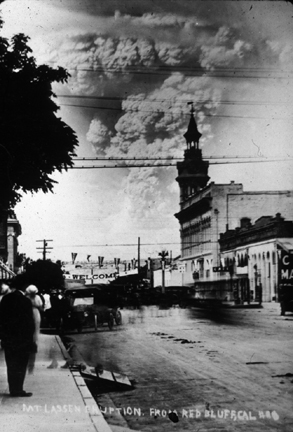 WELCOME
C
MT. LASSEN ERUPTION. FROM RED BLUFF, CAL